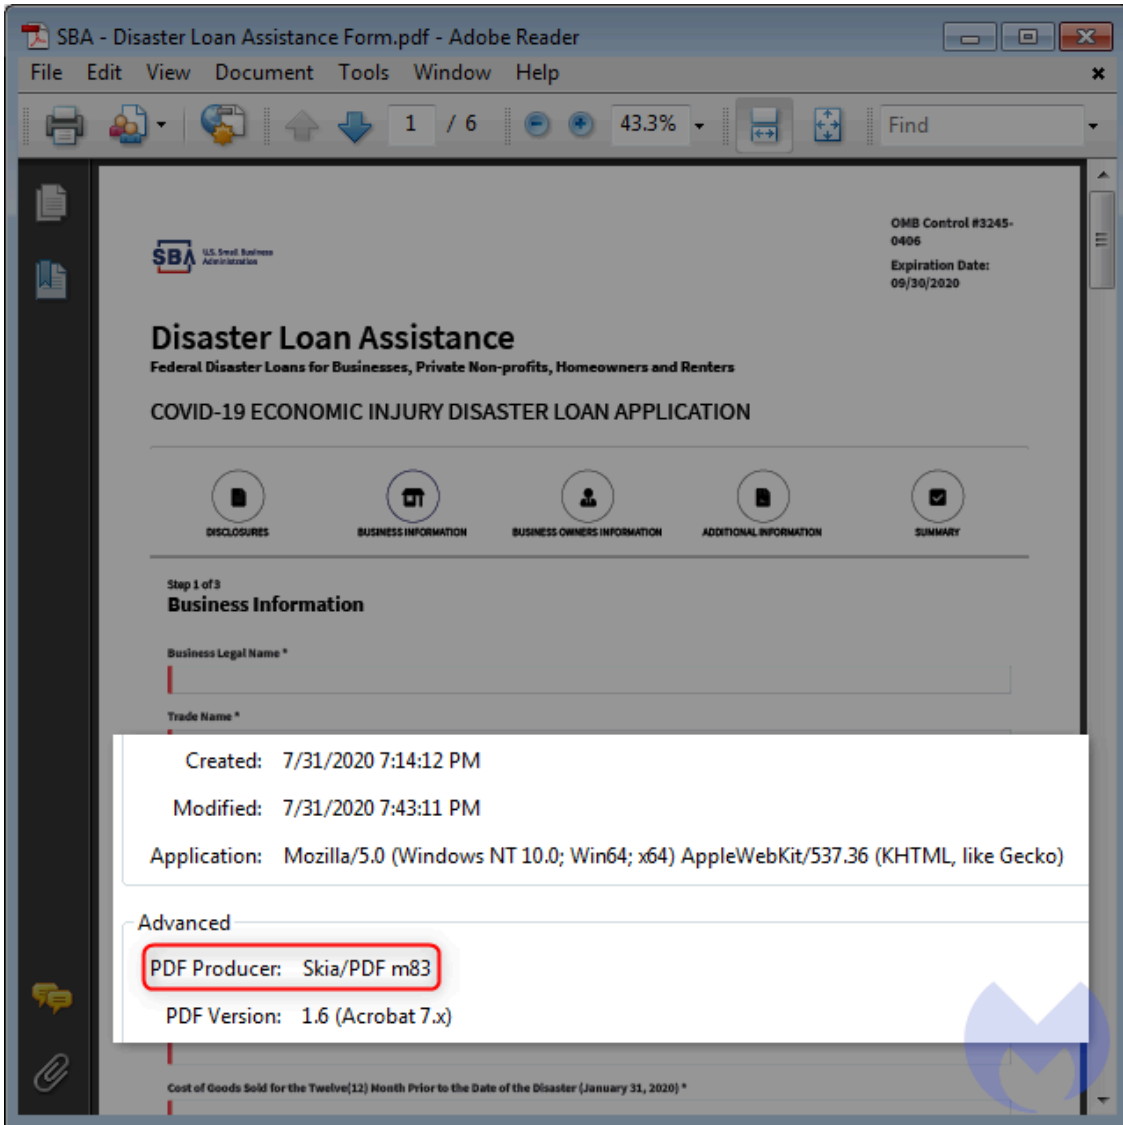 SBA - Disaster Loan Assistance Form.pdf - Adobe Reader
File Edit View Document Tools Window Help
1 / 6 43.3% Find
OMB Control #3245-
0406
Expiration Date:
09/30/2020
SBA U.S. Small Business
Administration
Disaster Loan Assistance
Federal Disaster Loans for Businesses, Private Non-profits, Homeowners and Renters
COVID-19 ECONOMIC INJURY DISASTER LOAN APPLICATION
DISCLOSURES BUSINESS INFORMATION BUSINESS OWNERS INFORMATION ADDITIONAL INFORMATION SUMMARY
Step 1 of 3
Business Information
Business Legal Name *
Trade Name *
Created: 7/31/2020 7:14:12 PM
Modified: 7/31/2020 7:43:11 PM
Application: Mozilla/5.0 (Windows NT 10.0; Win64; x64) AppleWebKit/537.36 (KHTML, like Gecko)
Advanced
PDF Producer: Skia/PDF m83
PDF Version: 1.6 (Acrobat 7.x)
Cost of Goods Sold for the Twelve(12) Month Prior to the Date of the Disaster (January 31, 2020) *